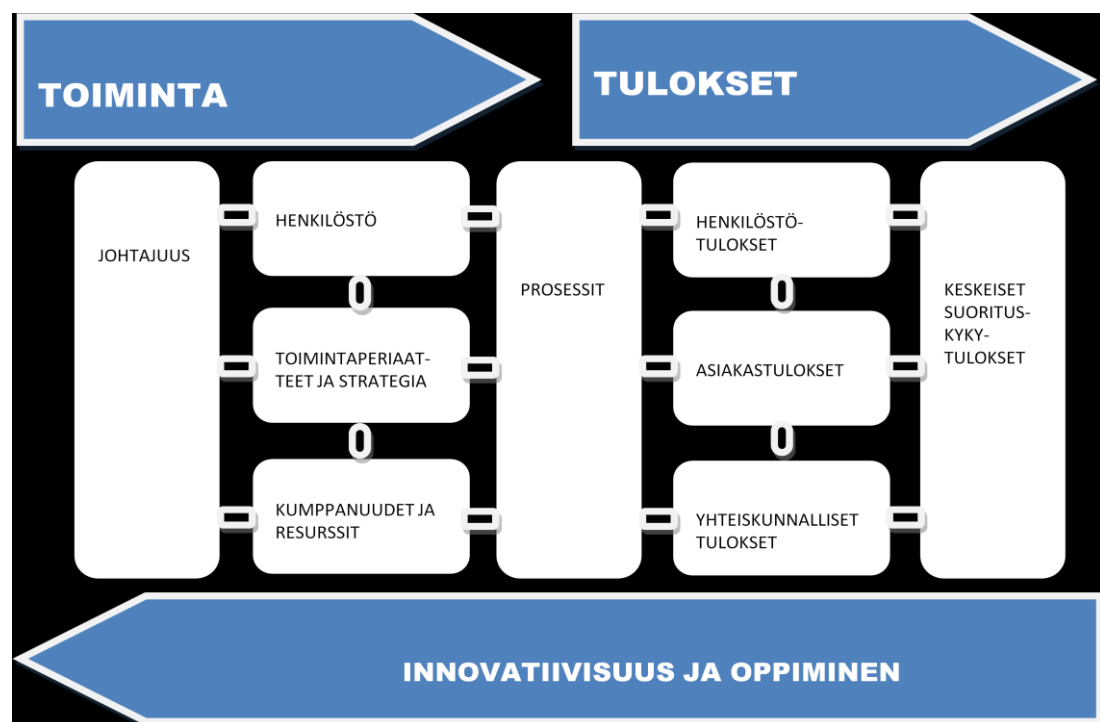 TOIMINTA
TULOKSET
JOHTAJUUS
HENKILÖSTÖ
TOIMINTAPERIAAT-
TEET JA STRATEGIA
KUMPPANUUDET JA
RESURSSIT
PROSESSIT
HENKILÖSTÖ-
TULOKSET
ASIAKASTULOKSET
YHTEISKUNNALLISET
TULOKSET
KESKEISET
SUORITUS-
KYKY-
TULOKSET
INNOVATIIVISUUS JA OPPIMINEN